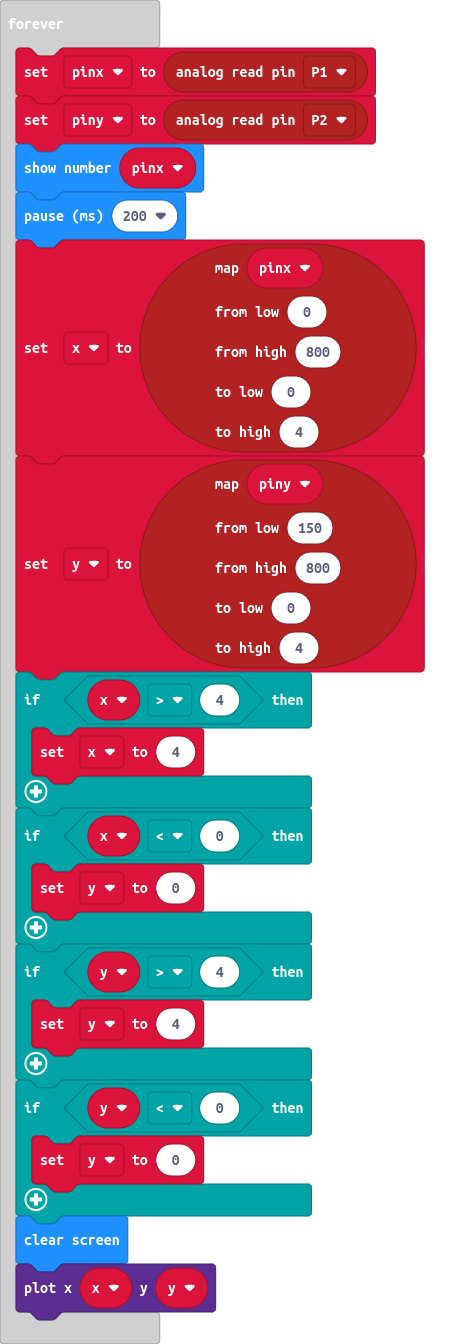 forever
set pinx to analog read pin P1
set piny to analog read pin P2
show number pinx
pause (ms) 200
map pinx
from low 0
from high 800
set x to
to low 0
to high 4
map piny
from low 150
from high 800
set y to
to low 0
to high 4
if x > 4 then
set x to 4
if x < 0 then
set y to 0
if y > 4 then
set y to 4
if y < 0 then
set y to 0
clear screen
plot x x y y